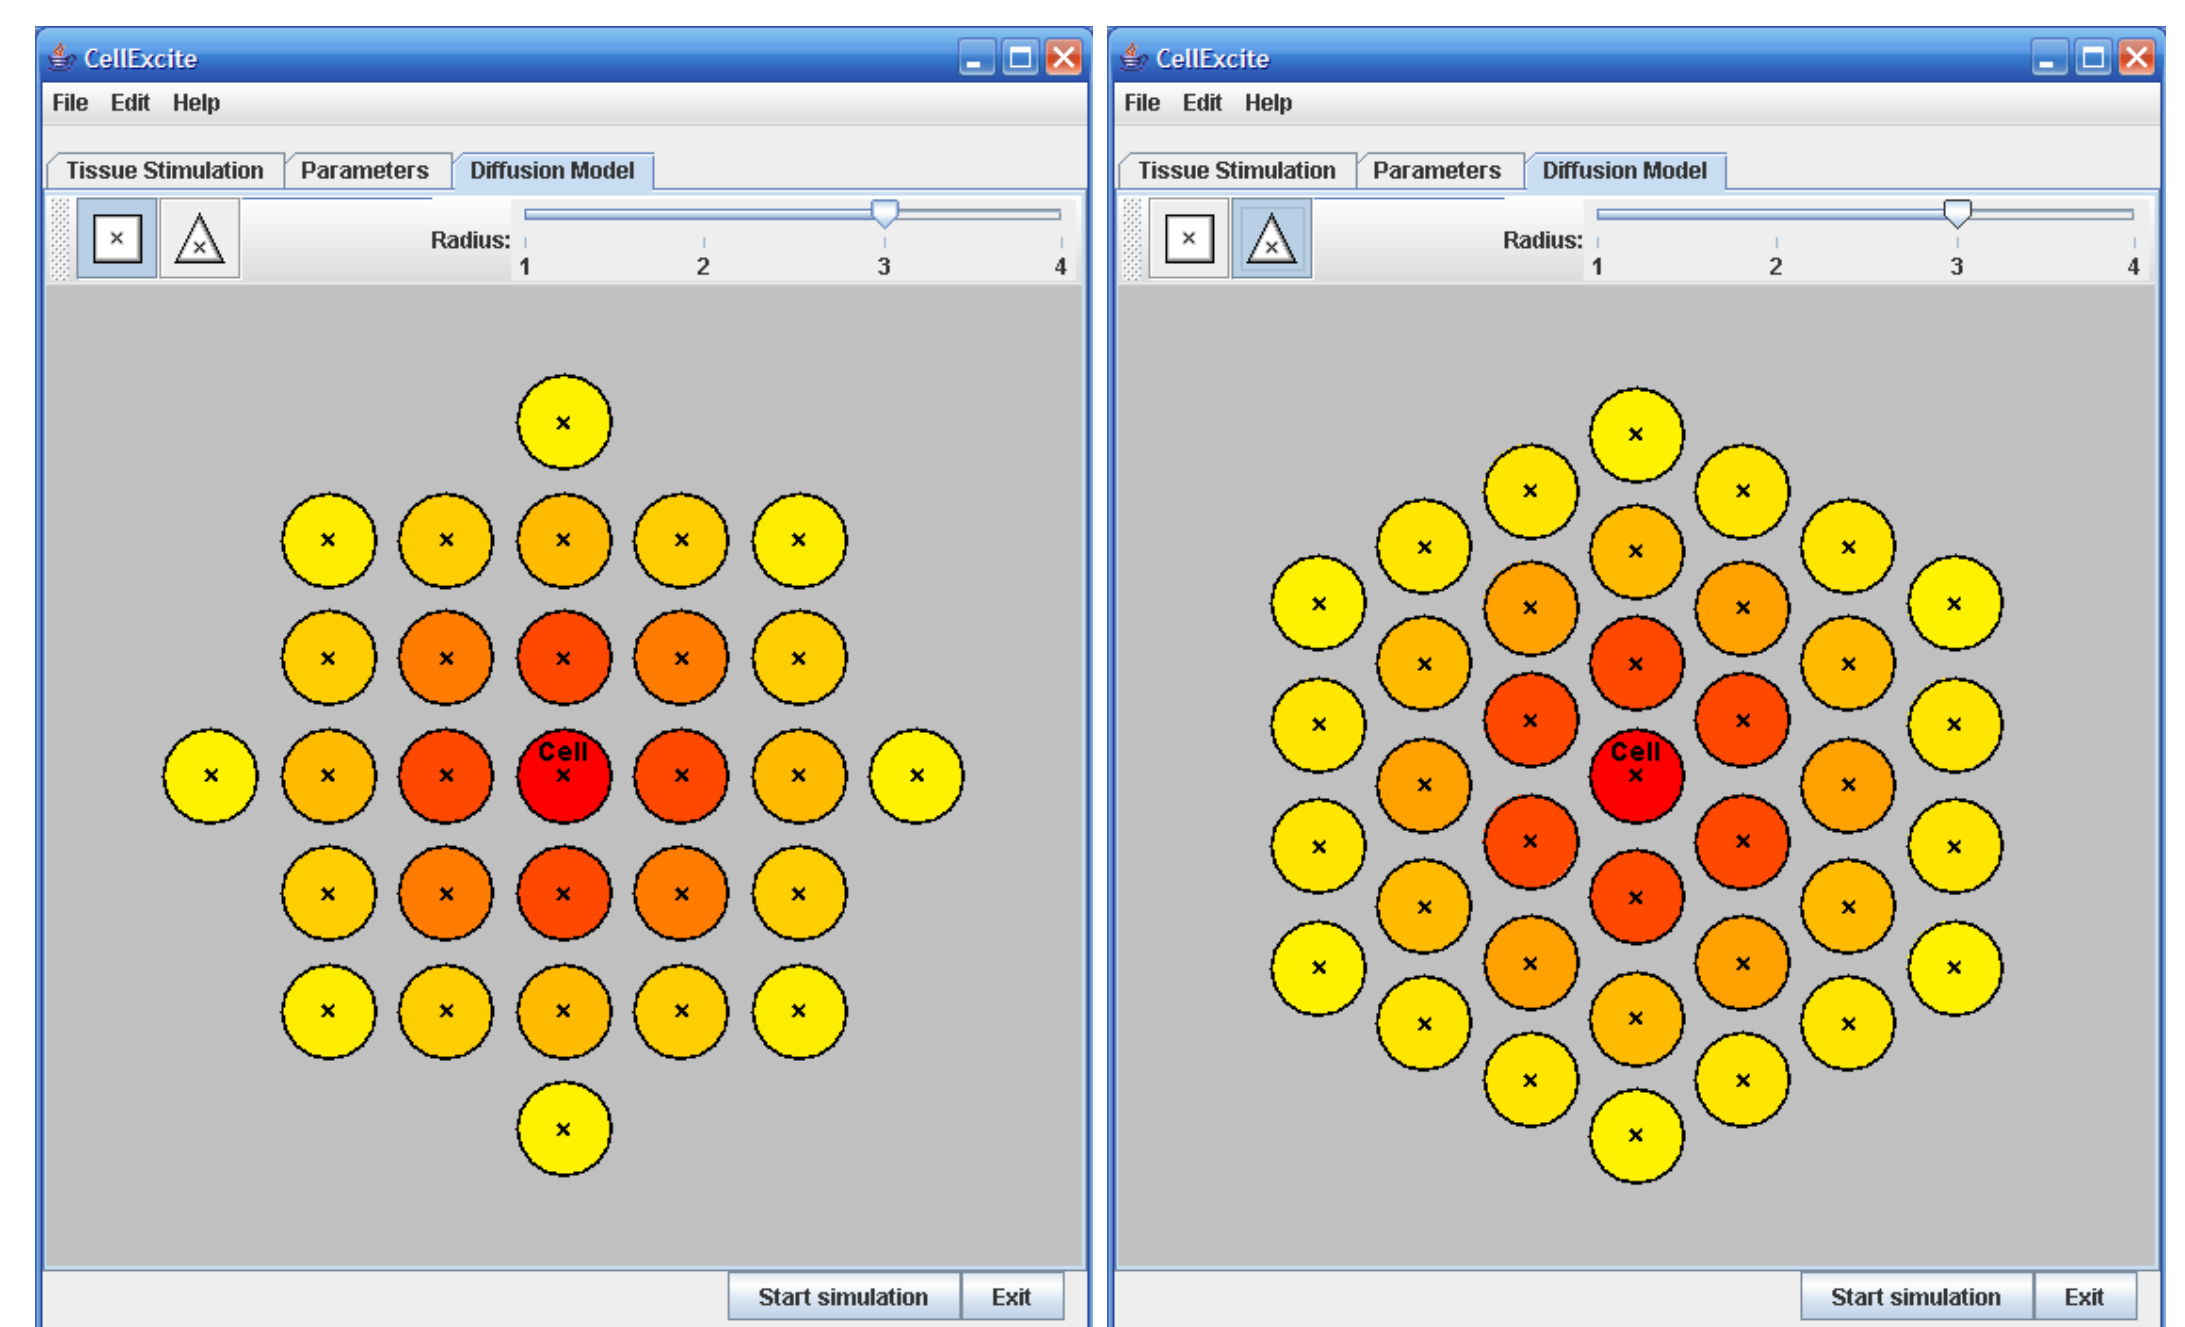 CellExcite
File Edit Help
Tissue Stimulation Parameters Diffusion Model
Radius:
1 2 3 4
Cell
Start simulation Exit
CellExcite
File Edit Help
Tissue Stimulation Parameters Diffusion Model
Radius:
1 2 3 4
Cell
Start simulation Exit